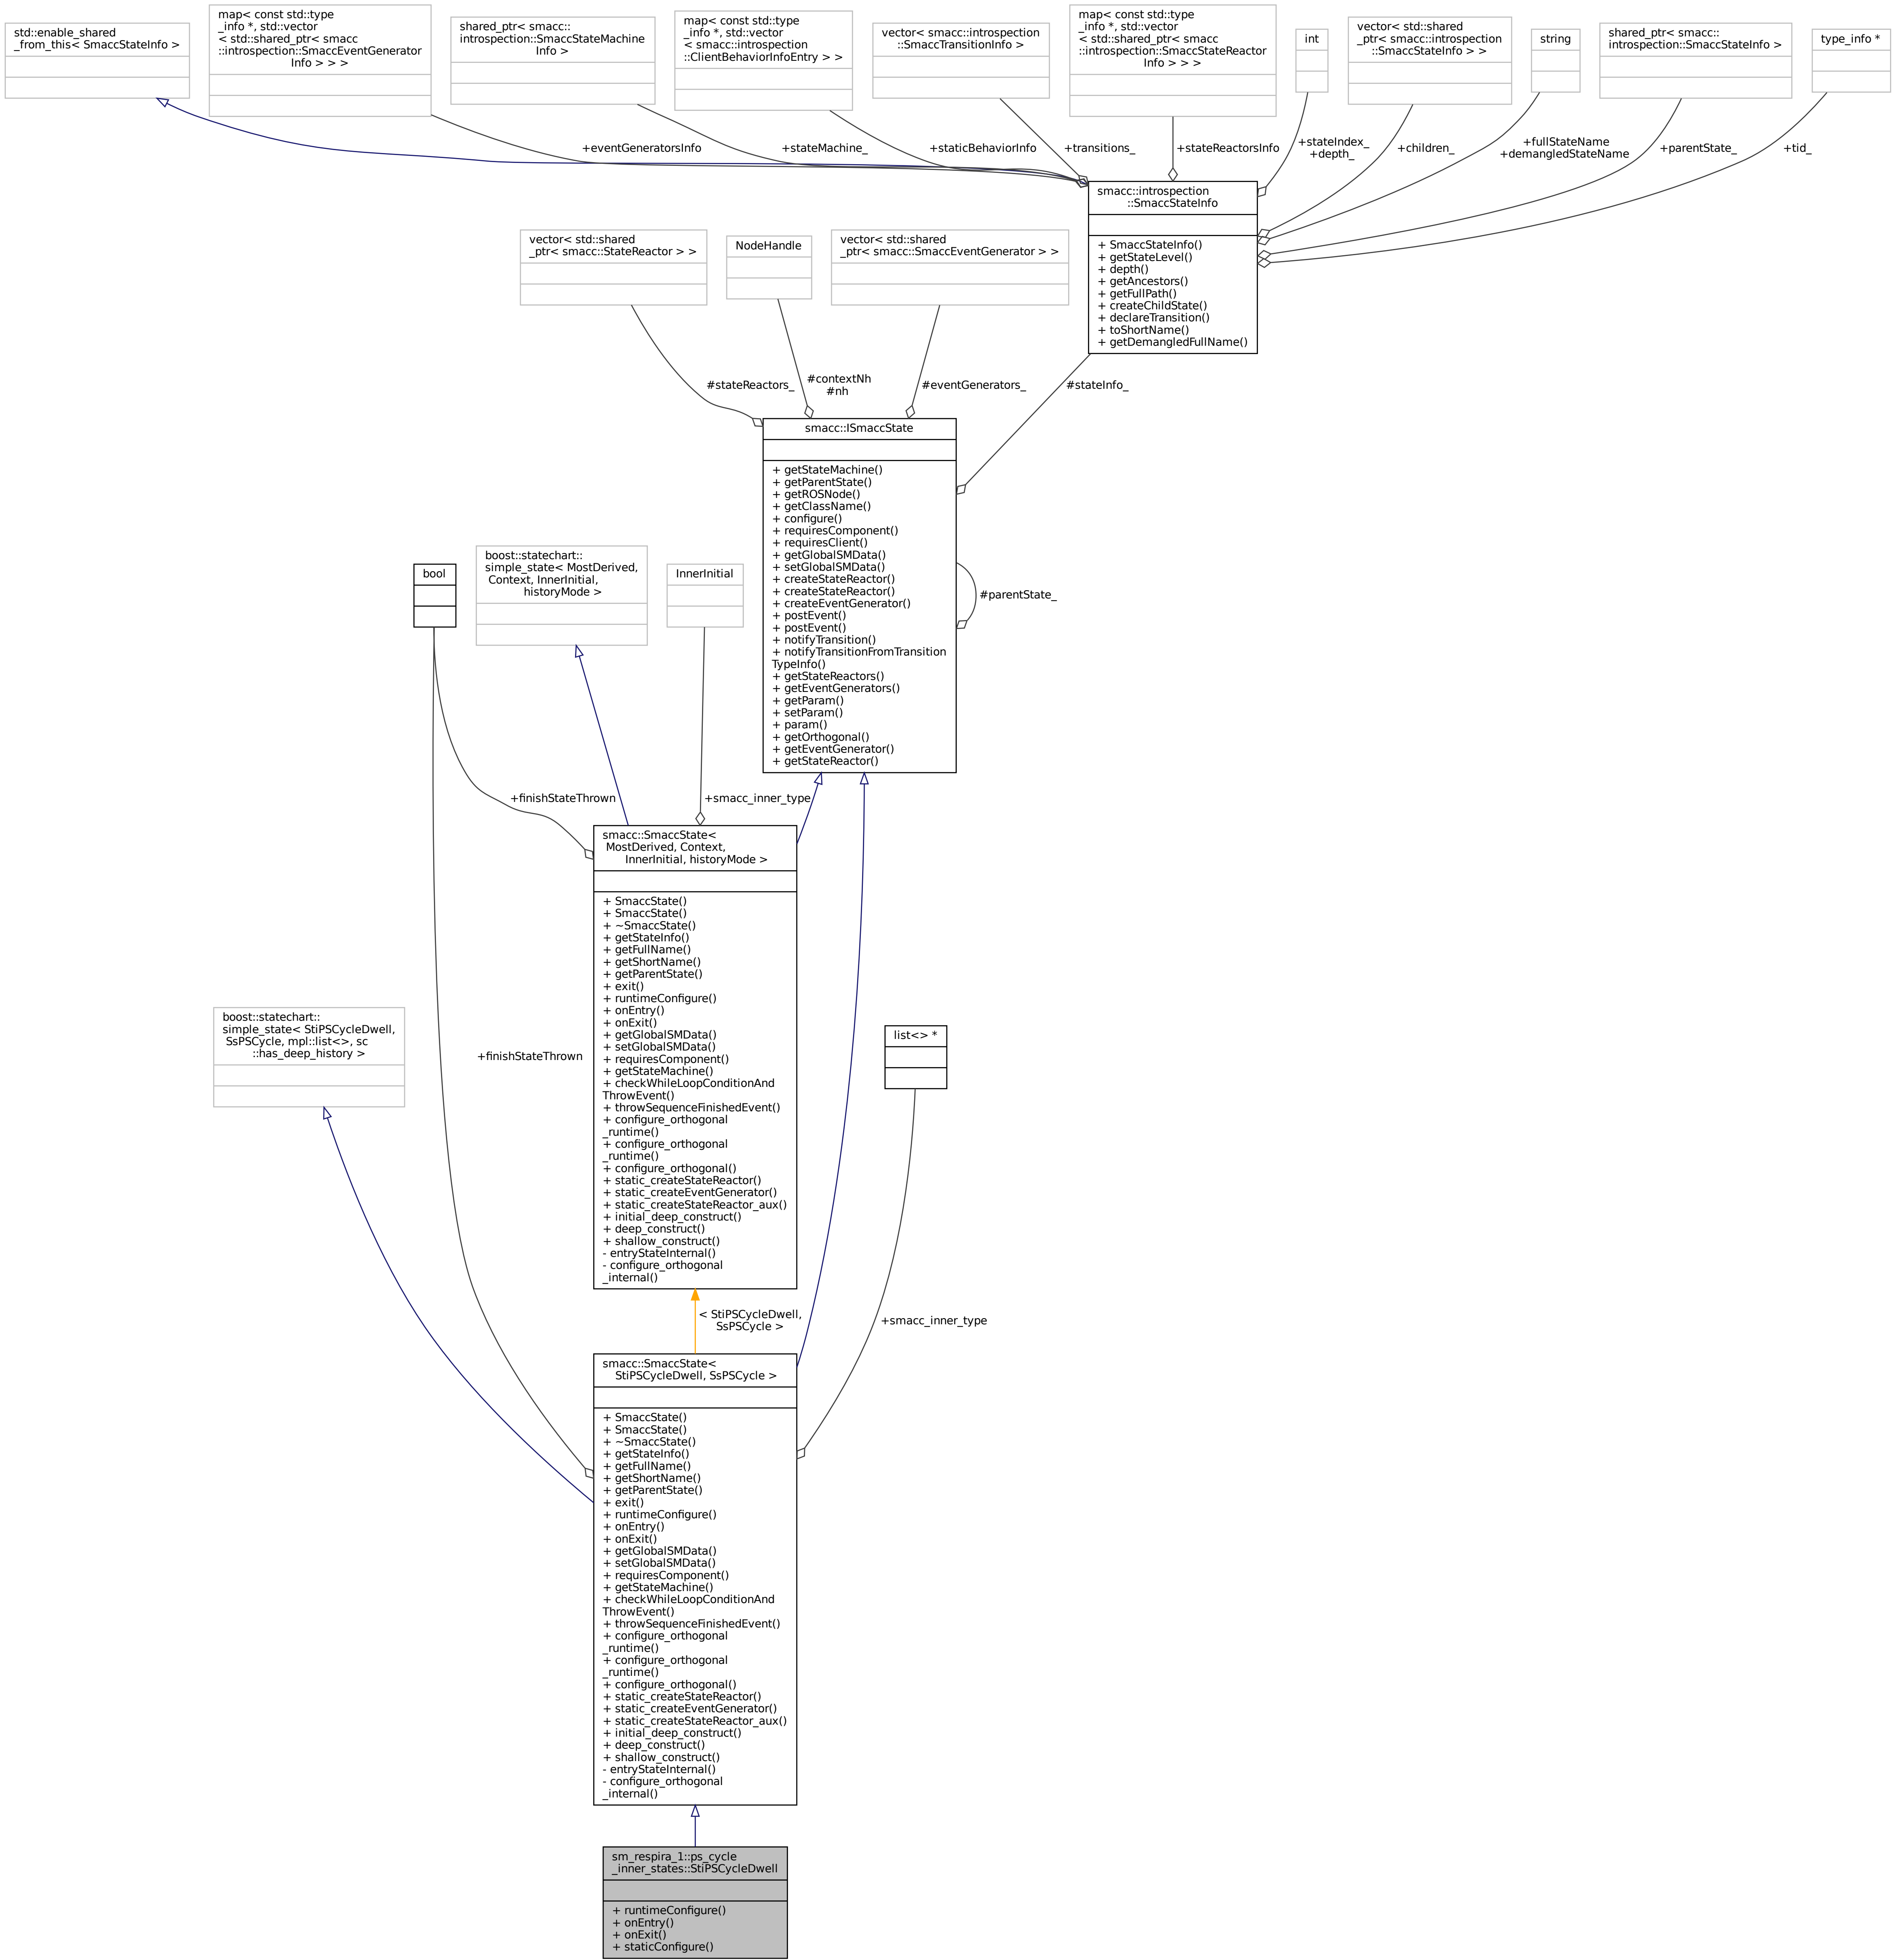 std::enable_shared
_from_this< SmaccStateInfo >
map< const std::type
_info *, std::vector
< std::shared_ptr< smacc
::introspection::SmaccEventGenerator
Info > > >
shared_ptr< smacc::
introspection::SmaccStateMachine
Info >
map< const std::type
_info *, std::vector
< smacc::introspection
::ClientBehaviorInfoEntry > >
vector< smacc::introspection
::SmaccTransitionInfo >
map< const std::type
_info *, std::vector
< std::shared_ptr< smacc
::introspection::SmaccStateReactor
Info > > >
int
vector< std::shared
_ptr< smacc::introspection
::SmaccStateInfo > >
string
shared_ptr< smacc::
introspection::SmaccStateInfo >
type_info *
+eventGeneratorsInfo
+stateMachine_
+staticBehaviorInfo
+transitions_
+stateReactorsInfo
+stateIndex_
+depth_
+children_
+fullStateName
+demangledStateName
+parentState_
+tid_
smacc::introspection
::SmaccStateInfo
+ SmaccStateInfo()
+ getStateLevel()
+ depth()
+ getAncestors()
+ getFullPath()
+ createChildState()
+ declareTransition()
+ toShortName()
+ getDemangledFullName()
vector< std::shared
_ptr< smacc::StateReactor > >
NodeHandle
vector< std::shared
_ptr< smacc::SmaccEventGenerator > >
#stateReactors_
#contextNh
#nh
#eventGenerators_
#stateInfo_
smacc::ISmaccState
+ getStateMachine()
+ getParentState()
+ getROSNode()
+ getClassName()
+ configure()
+ requiresComponent()
+ requiresClient()
+ getGlobalSMData()
+ setGlobalSMData()
+ createStateReactor()
+ createStateReactor()
+ createEventGenerator()
+ postEvent()
+ postEvent()
+ notifyTransition()
+ notifyTransitionFromTransition
TypeInfo()
+ getStateReactors()
+ getEventGenerators()
+ getParam()
+ setParam()
+ param()
+ getOrthogonal()
+ getEventGenerator()
+ getStateReactor()
#parentState_
bool
boost::statechart::
simple_state< MostDerived,
Context, InnerInitial,
historyMode >
InnerInitial
+finishStateThrown
+smacc_inner_type
smacc::SmaccState<
MostDerived, Context,
InnerInitial, historyMode >
+ SmaccState()
+ SmaccState()
+ ~SmaccState()
+ getStateInfo()
+ getFullName()
+ getShortName()
+ getParentState()
+ exit()
+ runtimeConfigure()
+ onEntry()
+ onExit()
+ getGlobalSMData()
+ setGlobalSMData()
+ requiresComponent()
+ getStateMachine()
+ checkWhileLoopConditionAnd
ThrowEvent()
+ throwSequenceFinishedEvent()
+ configure_orthogonal
_runtime()
+ configure_orthogonal
_runtime()
+ configure_orthogonal()
+ static_createStateReactor()
+ static_createEventGenerator()
+ static_createStateReactor_aux()
+ initial_deep_construct()
+ deep_construct()
+ shallow_construct()
- entryStateInternal()
- configure_orthogonal
_internal()
boost::statechart::
simple_state< StiPSCycleDwell,
SsPSCycle, mpl::list<>, sc
::has_deep_history >
+finishStateThrown
list<> *
< StiPSCycleDwell,
SsPSCycle >
+smacc_inner_type
smacc::SmaccState<
StiPSCycleDwell, SsPSCycle >
+ SmaccState()
+ SmaccState()
+ ~SmaccState()
+ getStateInfo()
+ getFullName()
+ getShortName()
+ getParentState()
+ exit()
+ runtimeConfigure()
+ onEntry()
+ onExit()
+ getGlobalSMData()
+ setGlobalSMData()
+ requiresComponent()
+ getStateMachine()
+ checkWhileLoopConditionAnd
ThrowEvent()
+ throwSequenceFinishedEvent()
+ configure_orthogonal
_runtime()
+ configure_orthogonal
_runtime()
+ configure_orthogonal()
+ static_createStateReactor()
+ static_createEventGenerator()
+ static_createStateReactor_aux()
+ initial_deep_construct()
+ deep_construct()
+ shallow_construct()
- entryStateInternal()
- configure_orthogonal
_internal()
sm_respira_1::ps_cycle
_inner_states::StiPSCycleDwell
+ runtimeConfigure()
+ onEntry()
+ onExit()
+ staticConfigure()